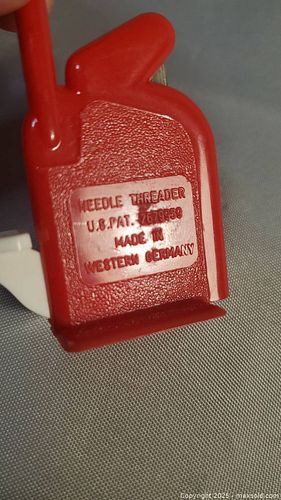 NEEDLE THREADER
U.S.PAT.
MADE IN
WESTERN GERMANY
Copyright 2025 - maxsold.com